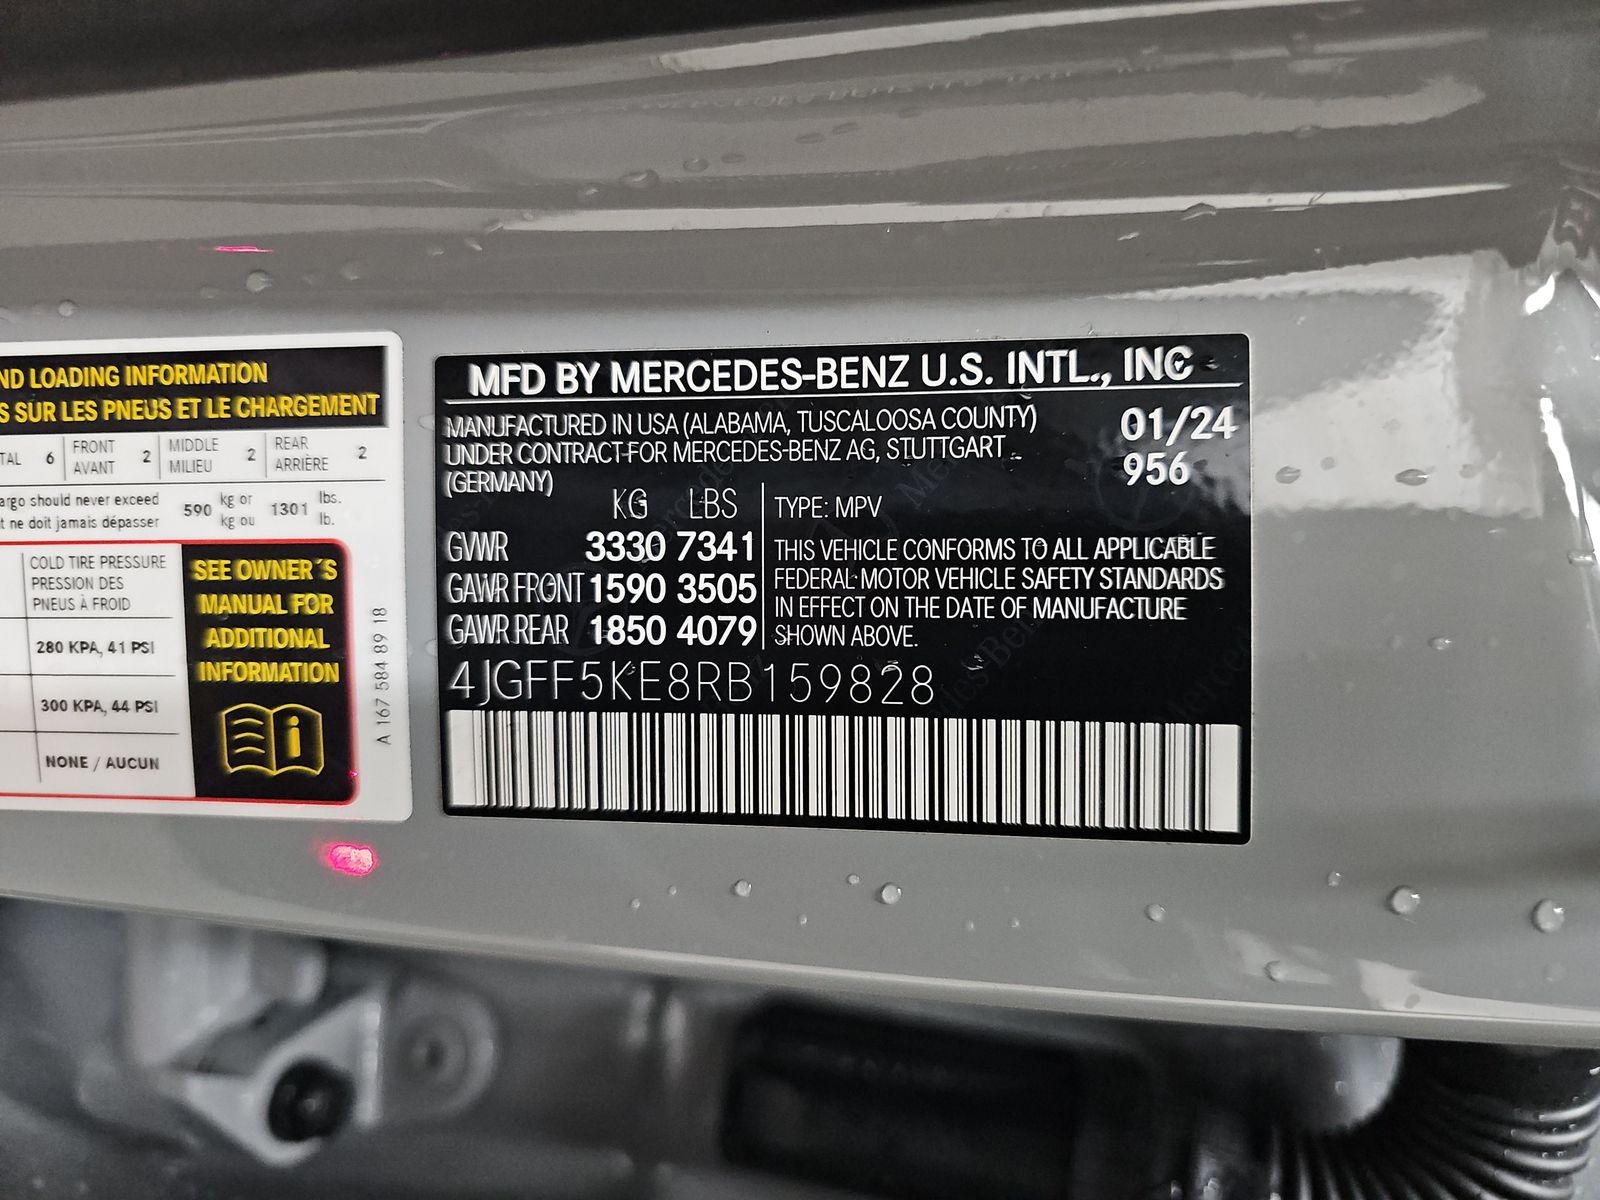 ND LOADING INFORMATION
S SUR LES PNEUS ET LE CHARGEMENT
TAL 6 FRONT AVANT 2 MIDDLE MILIEU 2 REAR ARRIÈRE 2
argo should never exceed 590 kg or 1301 lbs.
t ne doit jamais dépasser kg ou lb.
COLD TIRE PRESSURE
PRESSION DES
PNEUS À FROID
280 KPA, 41 PSI
300 KPA, 44 PSI
NONE / AUCUN
SEE OWNER´S
MANUAL FOR
ADDITIONAL
INFORMATION
A 167 584 89 18
MFD BY MERCEDES-BENZ U.S. INTL., INC
MANUFACTURED IN USA (ALABAMA, TUSCALOOSA COUNTY)
UNDER CONTRACT FOR MERCEDES-BENZ AG, STUTTGART
(GERMANY)
01/24
956
KG LBS
GVWR 3330 7341
GAWR FRONT 1590 3505
GAWR REAR 1850 4079
TYPE: MPV
THIS VEHICLE CONFORMS TO ALL APPLICABLE
FEDERAL MOTOR VEHICLE SAFETY STANDARDS
IN EFFECT ON THE DATE OF MANUFACTURE
SHOWN ABOVE.
4JGFF5KE8RB159828